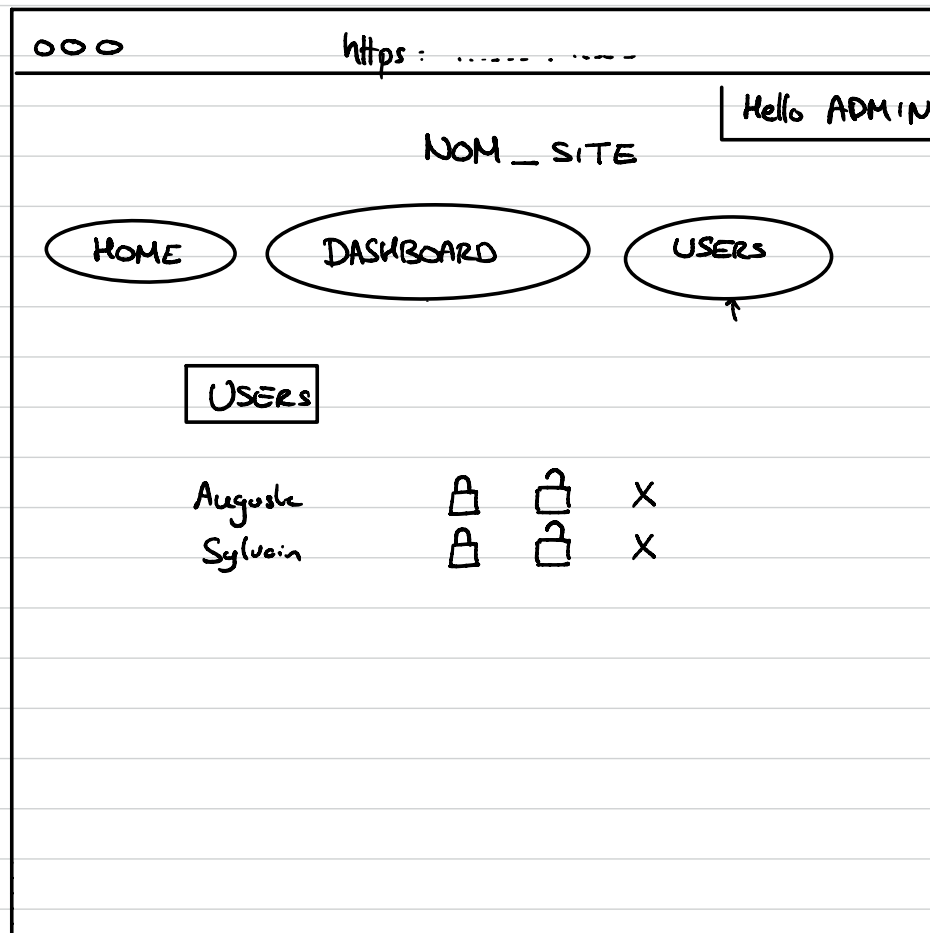 https : ....... . ......
Hello ADMIN
NOM_SITE
HOME DASHBOARD USERS
USERS
Auguste X
Sylvain X